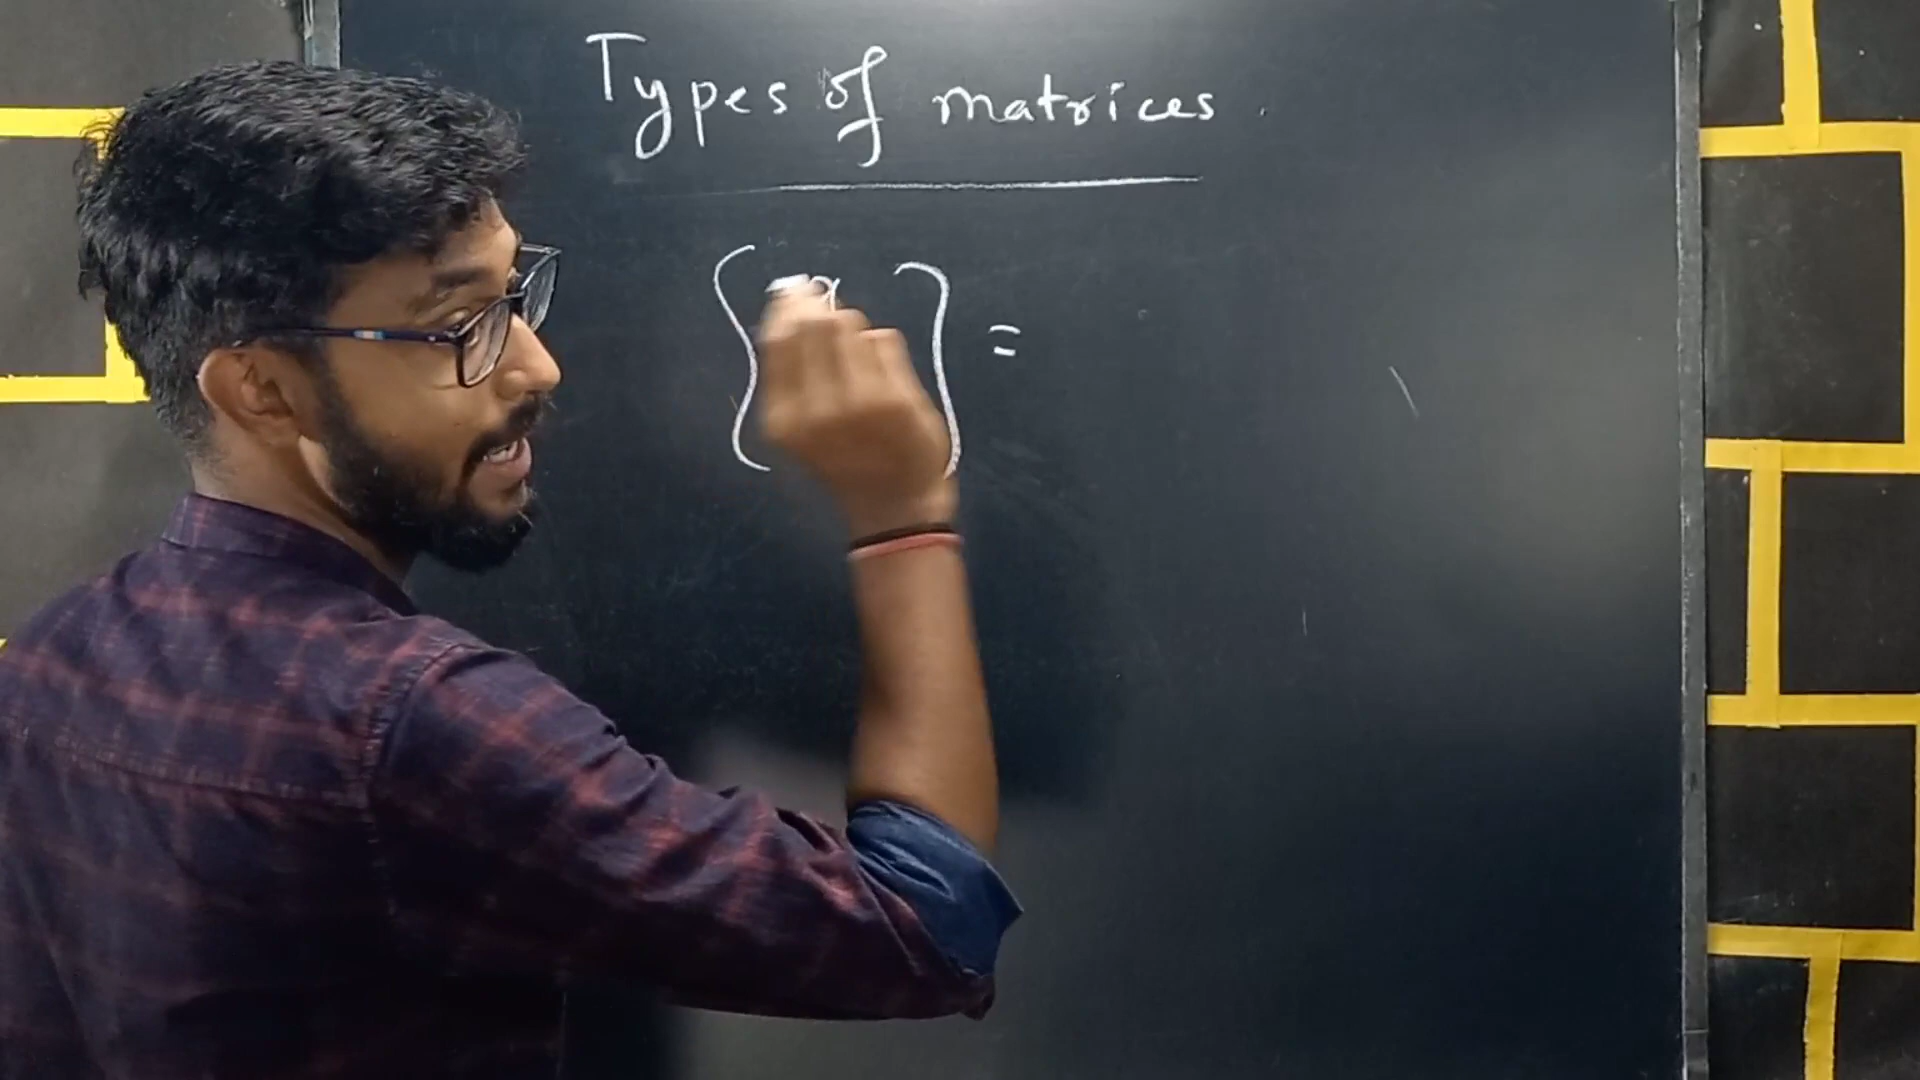 Types of matrices
=